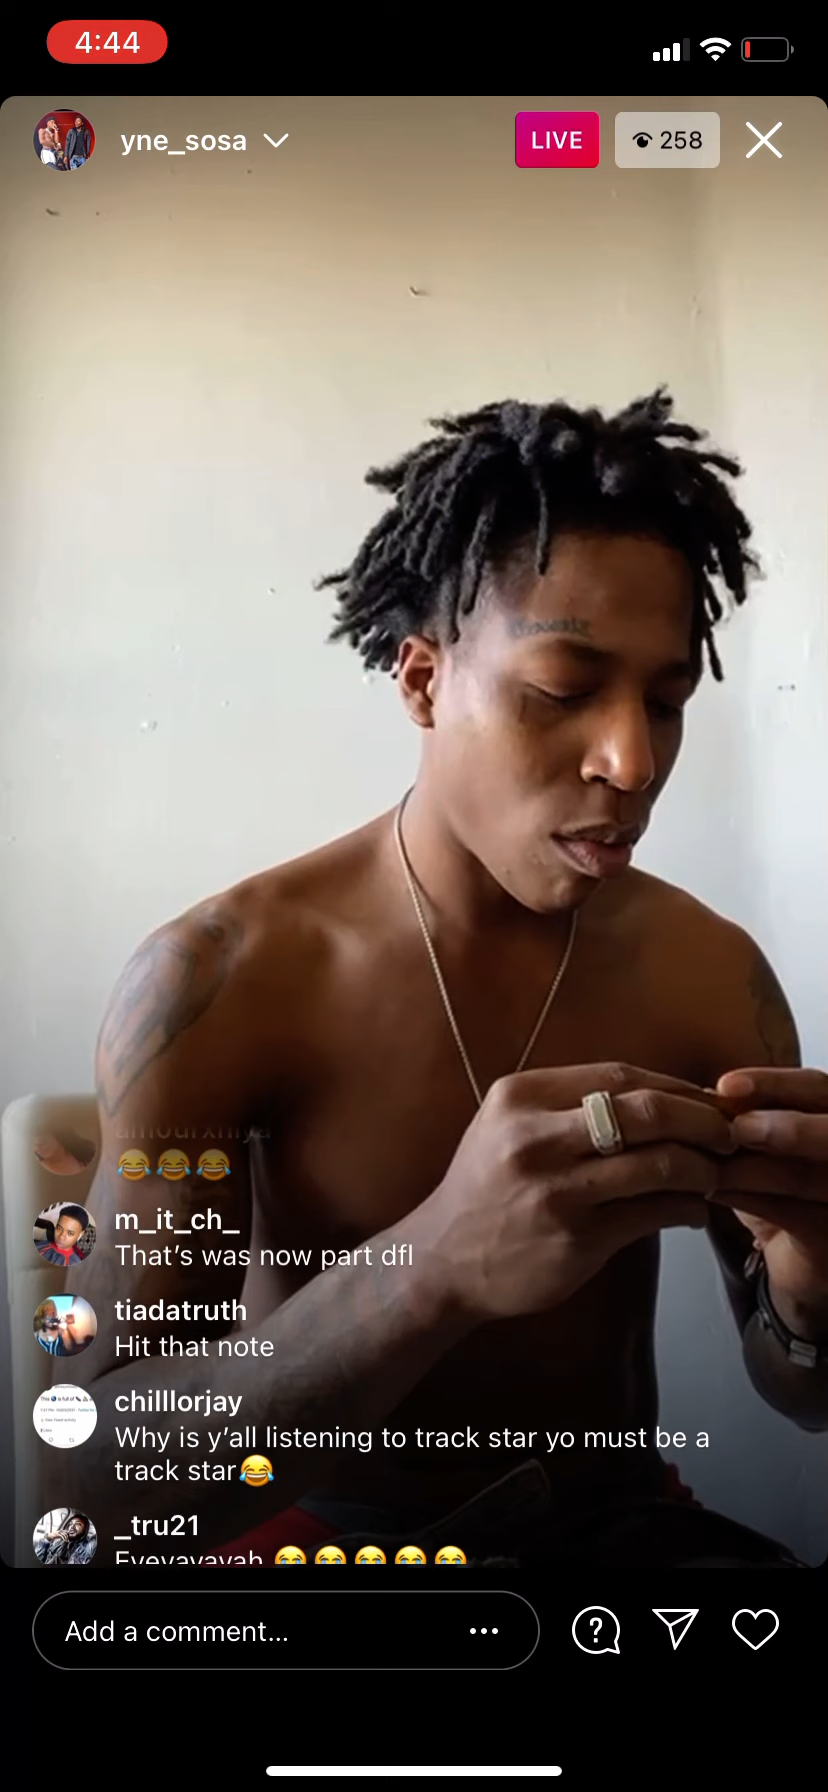 4:44
yne_sosa
LIVE
258
😂😂😂
m_it_ch_
That’s was now part dfl
tiadatruth
Hit that note
chilllorjay
Why is y’all listening to track star yo must be a
track star😂
_tru21
Eyeyayayah 😭😭😭😭😭
Add a comment...